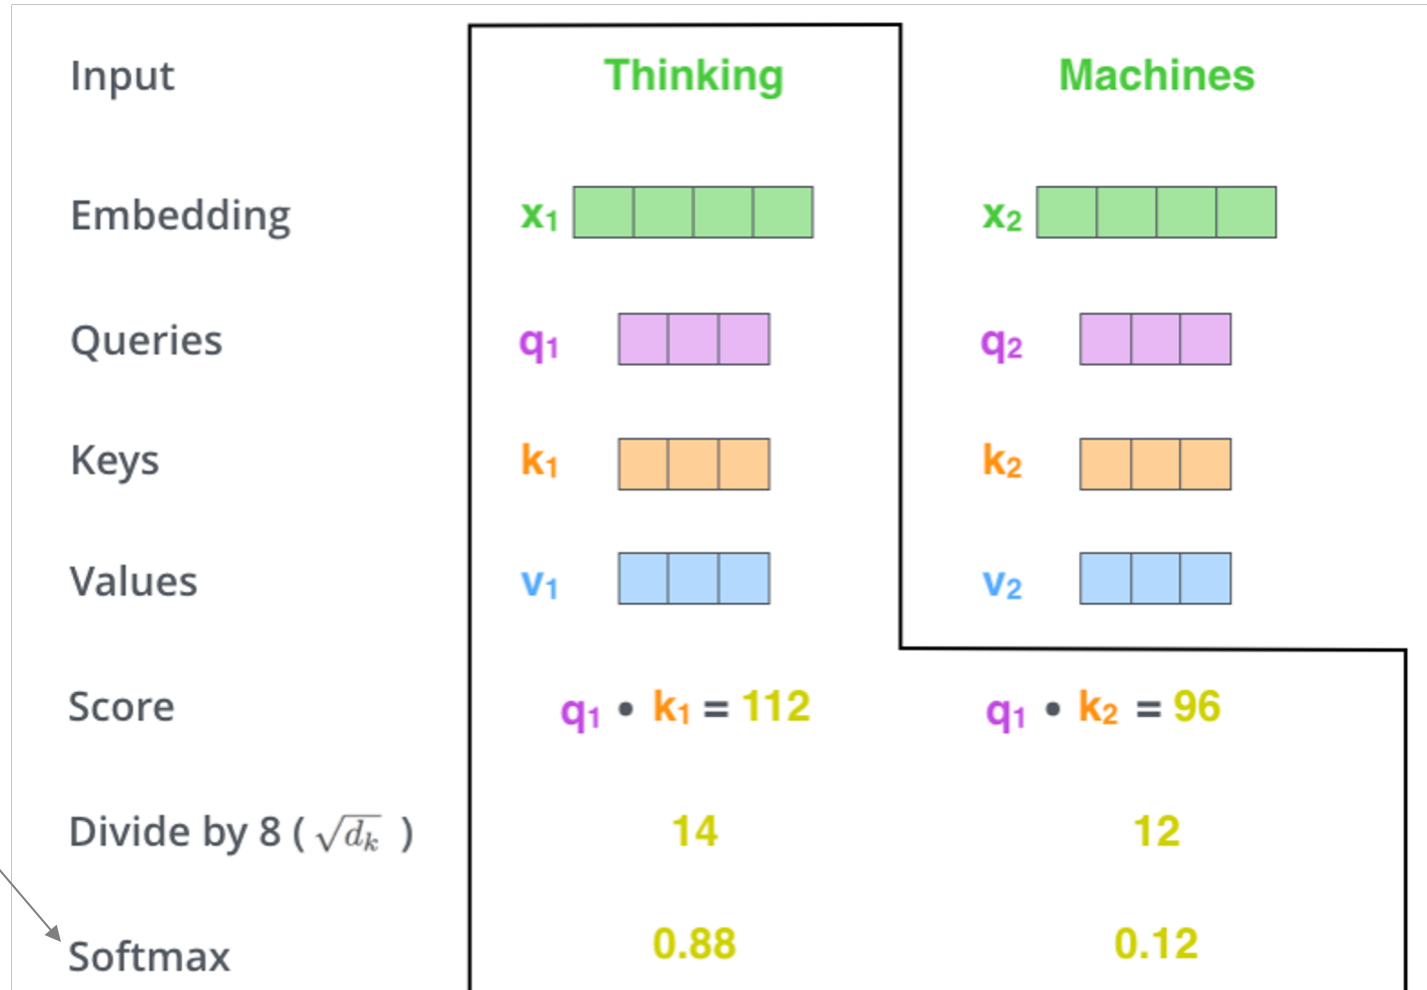 Input Thinking Machines
Embedding x1 x2
Queries q1 q2
Keys k1 k2
Values v1 v2
Score q1 • k1 = 112 q1 • k2 = 96
Divide by 8 ( √dk ) 14 12
Softmax 0.88 0.12